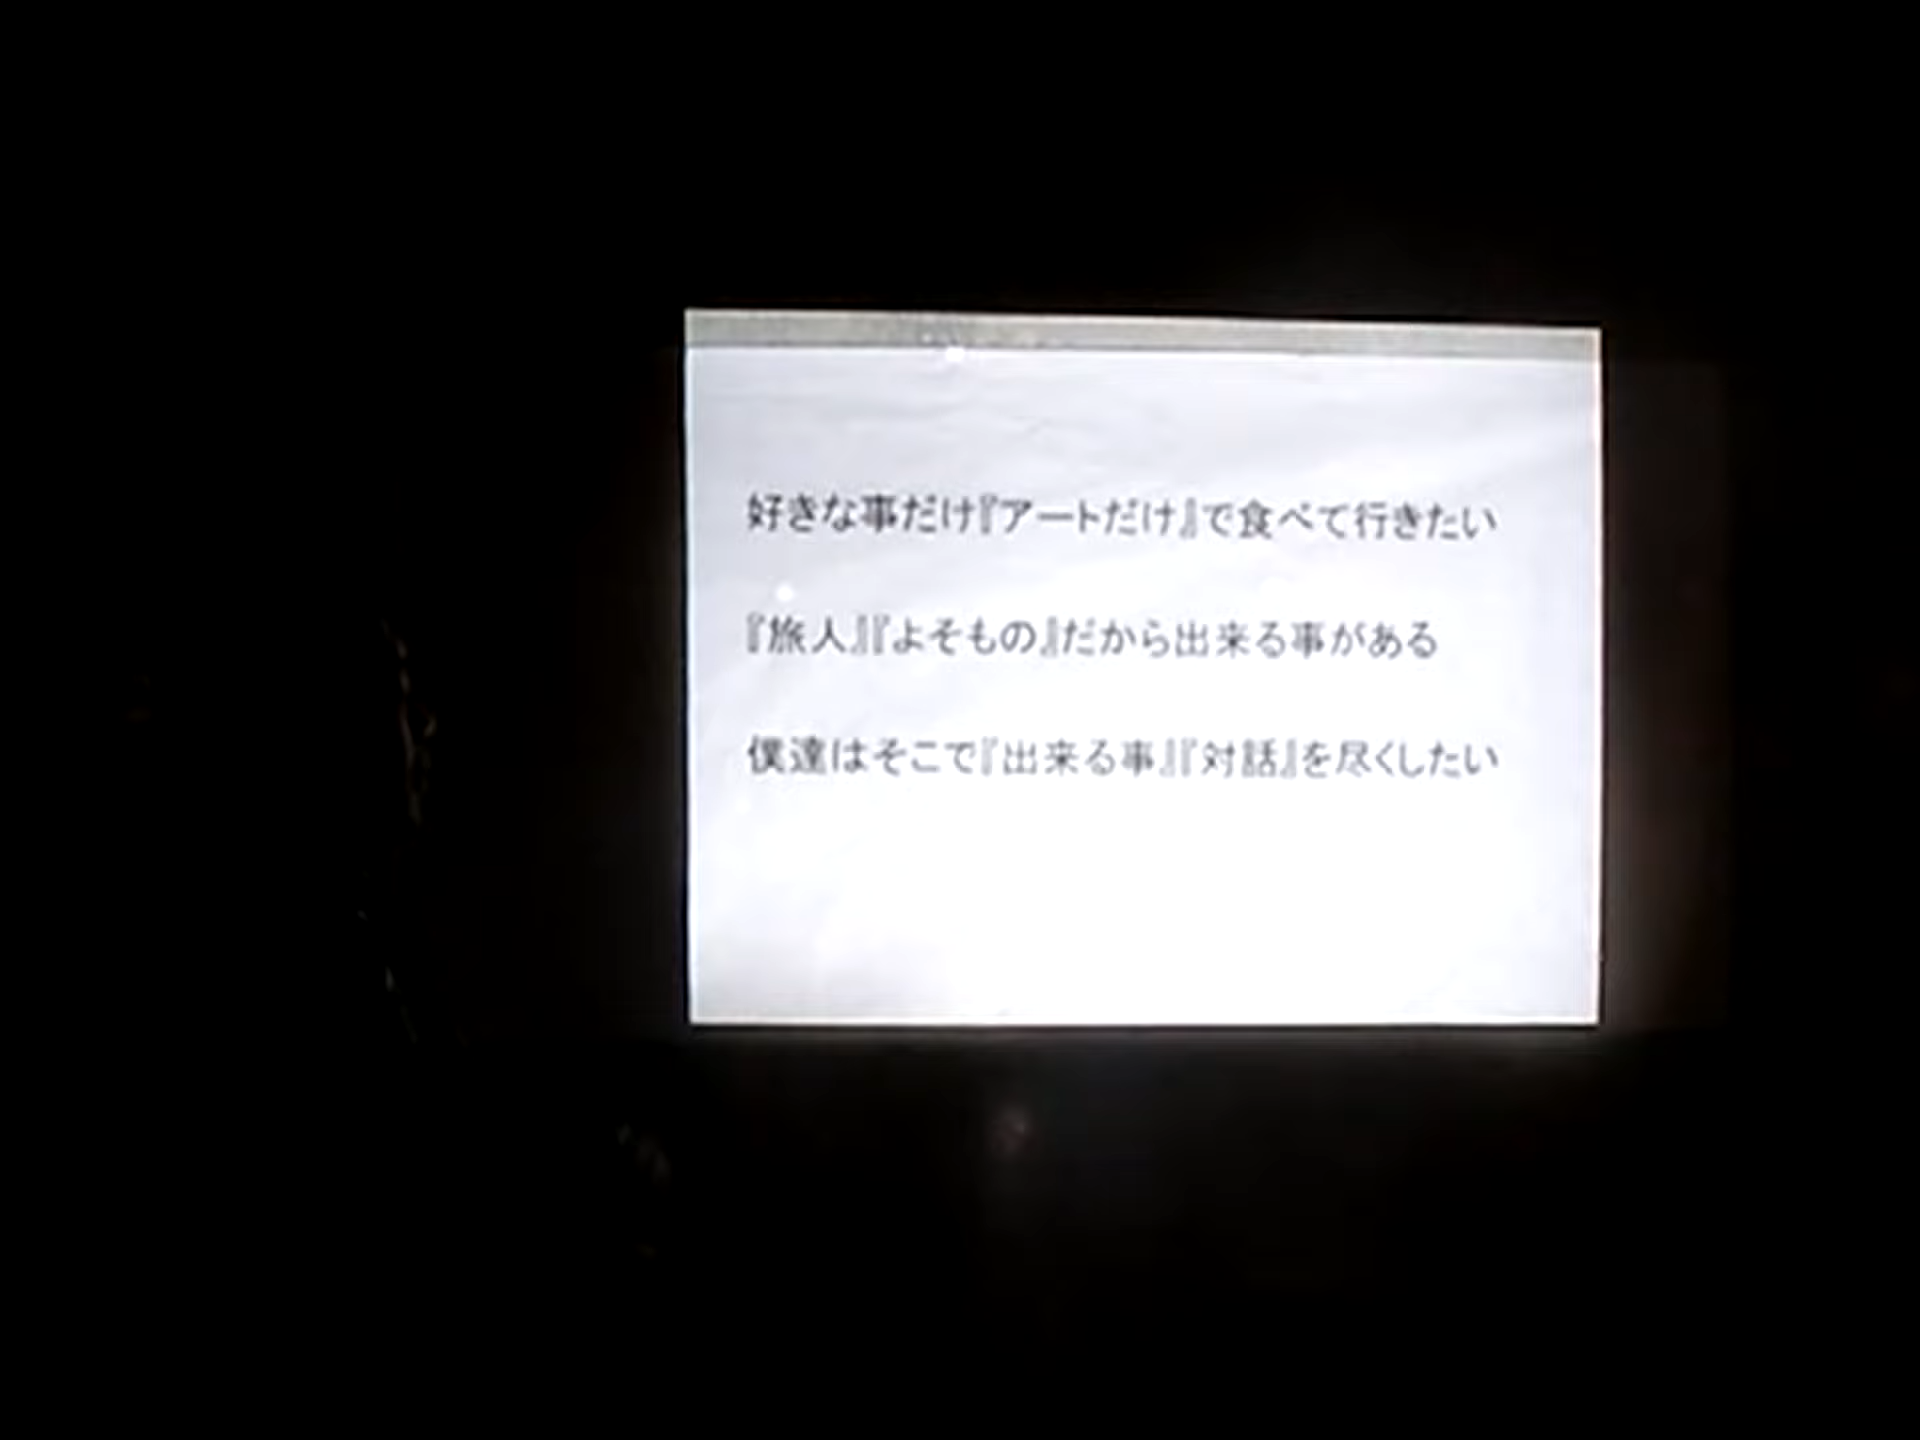 好きな事だけ『アートだけ』で食べて行きたい
『旅人』『よそもの』だから出来る事がある
僕達はそこで『出来る事』『対話』を尽くしたい